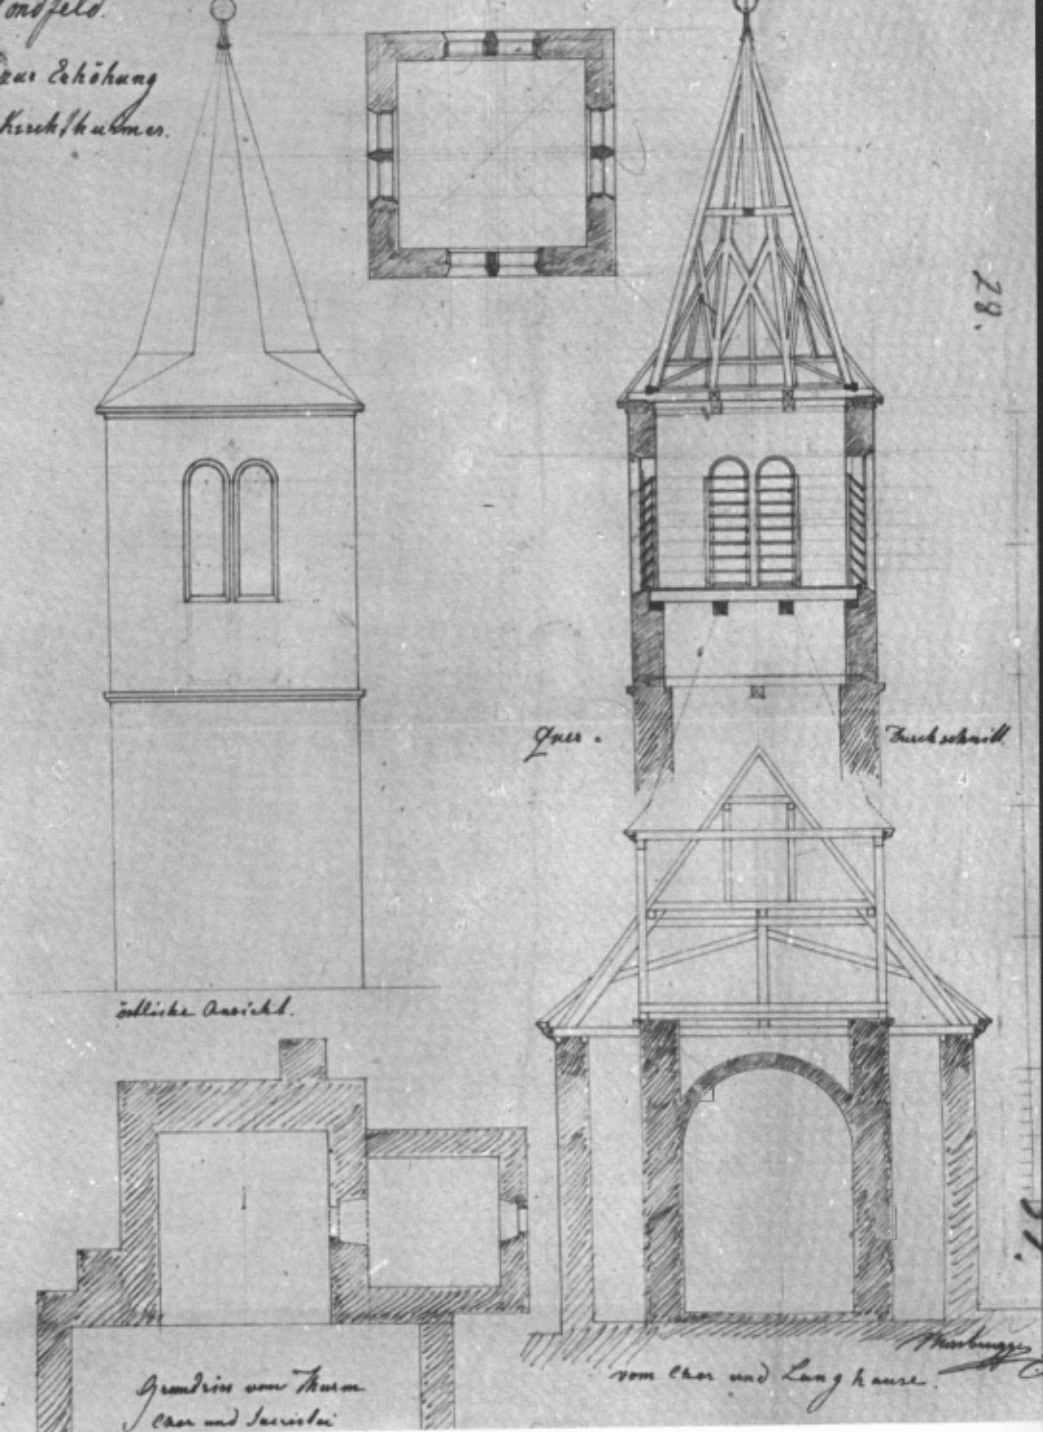 zur Erhöhung
Kirchthurmes.
28.
Quer-
Durchschnitt
östliche Ansicht.
Grundriss vom Thurm
Chor und Sacristei
vom Chor und Langhause.